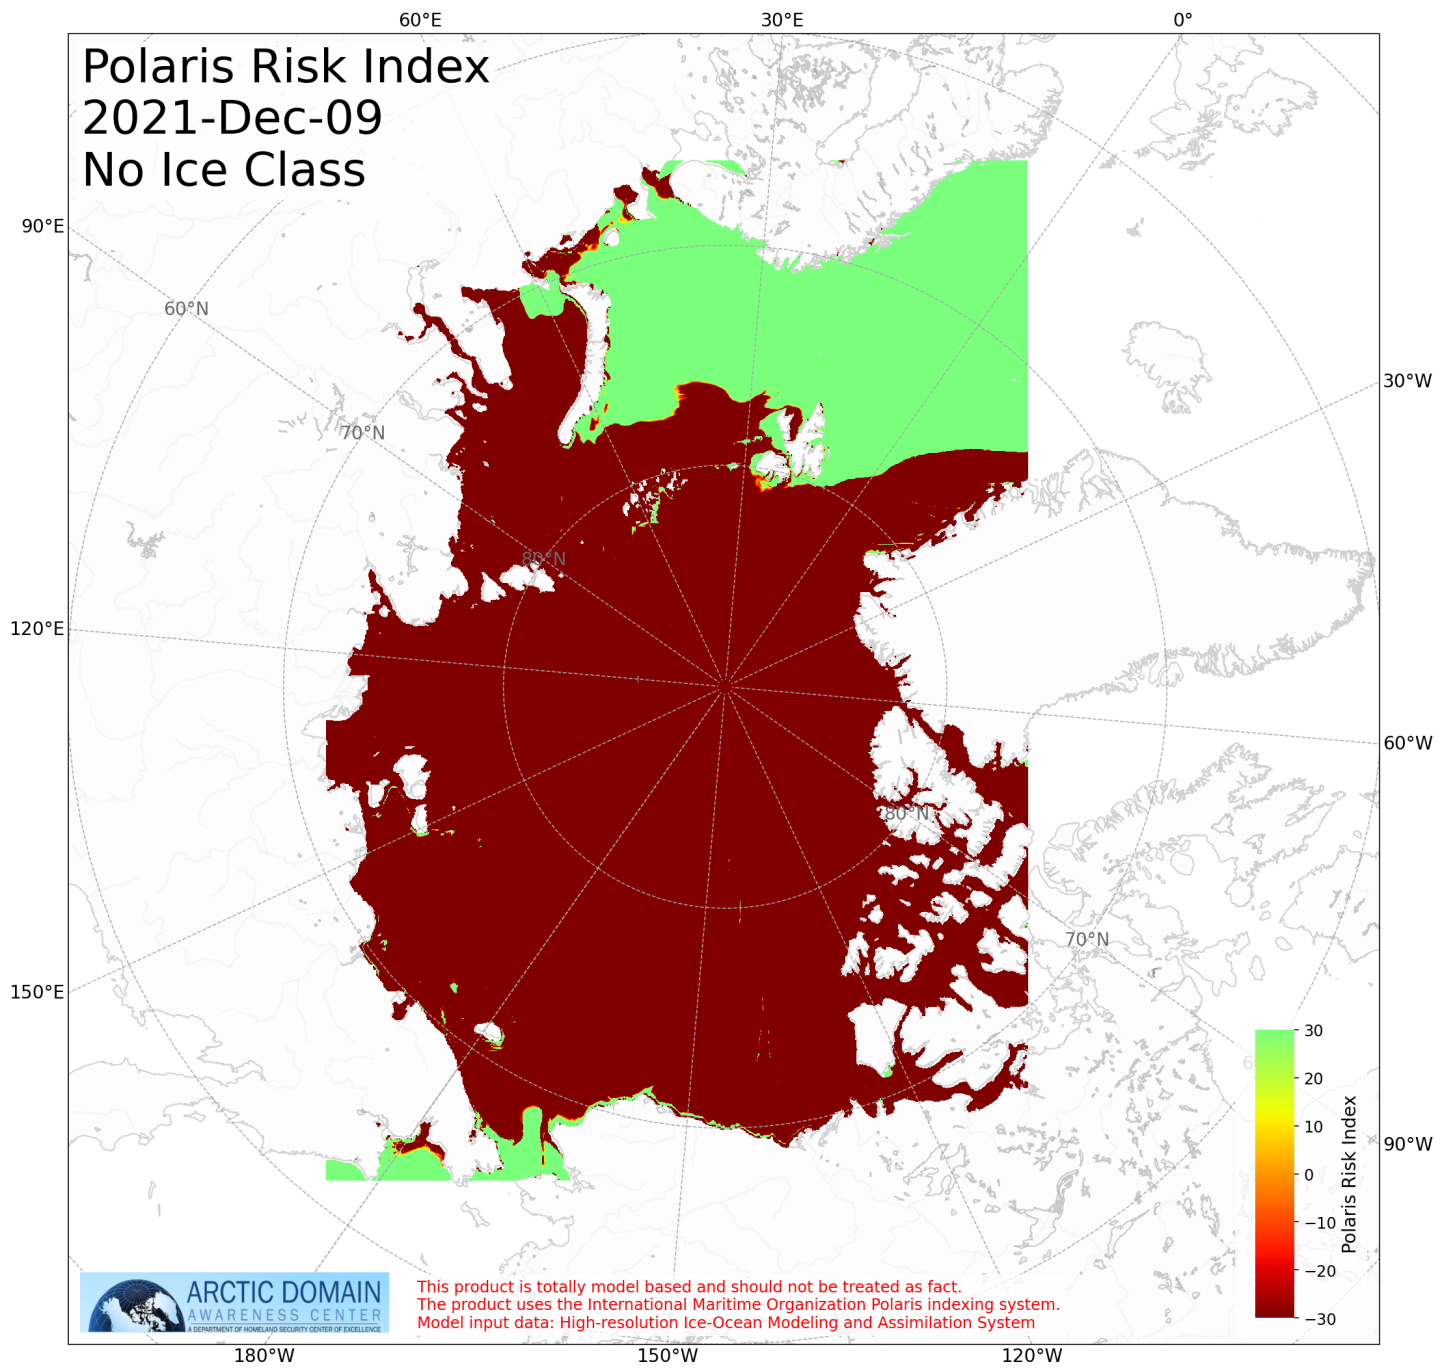 60°E
30°E
0°
Polaris Risk Index
2021-Dec-09
No Ice Class
90°E
60°N
30°W
70°N
80°N
120°E
60°W
80°N
70°N
150°E
30
20
10
0
−10
−20
−30
Polaris Risk Index
90°W
ARCTIC DOMAIN
AWARENESS CENTER
A DEPARTMENT OF HOMELAND SECURITY CENTER OF EXCELLENCE
This product is totally model based and should not be treated as fact.
The product uses the International Maritime Organization Polaris indexing system.
Model input data: High-resolution Ice-Ocean Modeling and Assimilation System
180°W
150°W
120°W